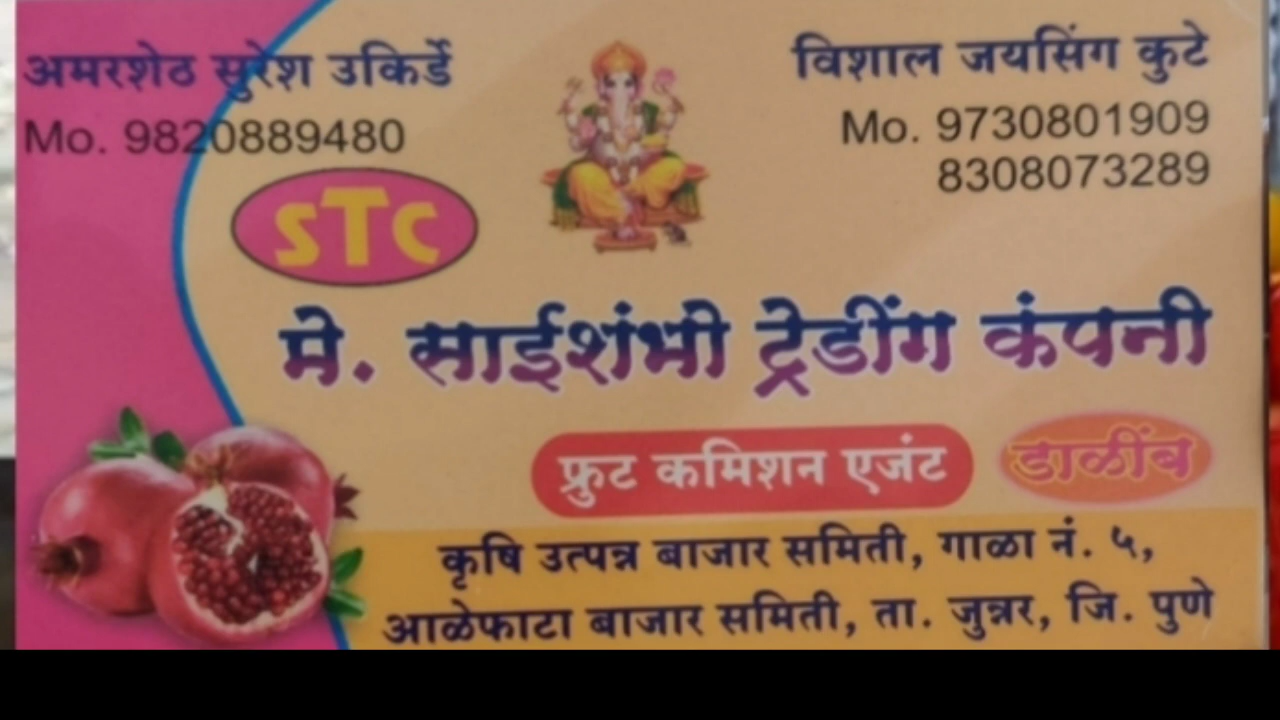 अमरशेठ सुरेश उकिर्डे
Mo. 9820889480
विशाल जयसिंग कुटे
Mo. 9730801909
8308073289
STC
मे. साईशंभो ट्रेडींग कंपनी
फ्रुट कमिशन एजंट
डाळींब
कृषि उत्पन्न बाजार समिती, गाळा नं. ५,
आळेफाटा बाजार समिती, ता. जुन्नर, जि. पुणे